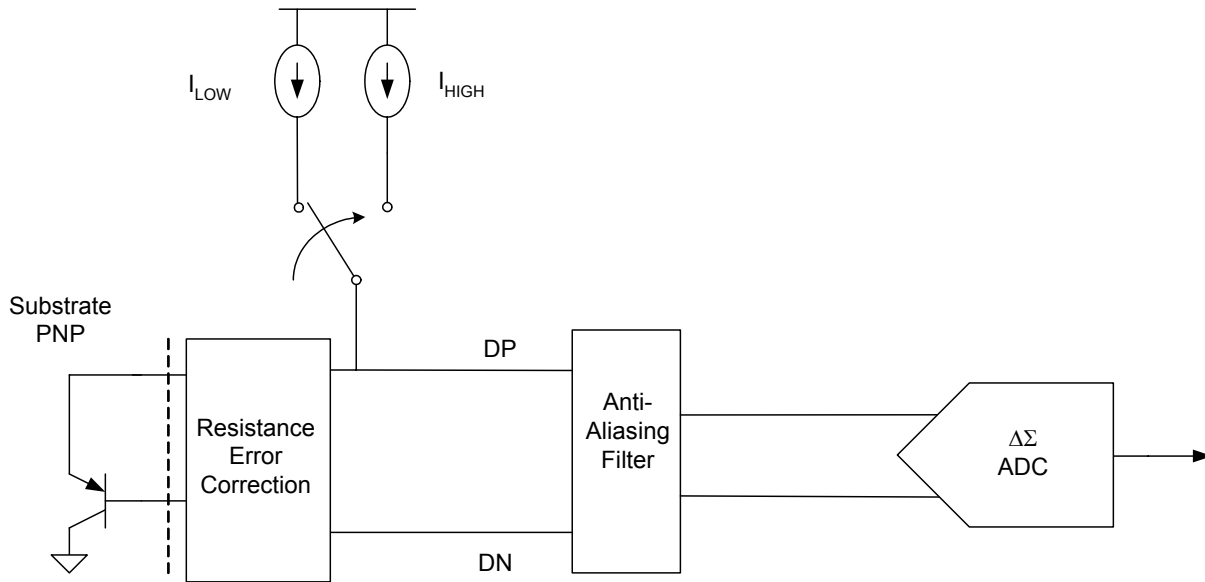 I_LOW
I_HIGH
Substrate
PNP
DP
Resistance
Error
Correction
Anti-
Aliasing
Filter
ΔΣ
ADC
DN